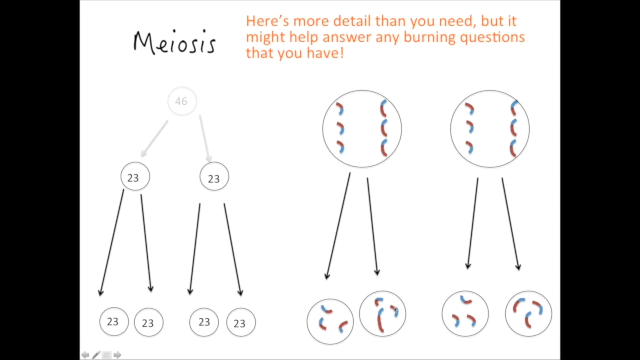 Meiosis
Here's more detail than you need, but it
might help answer any burning questions
that you have!
46
23 23
23 23 23 23